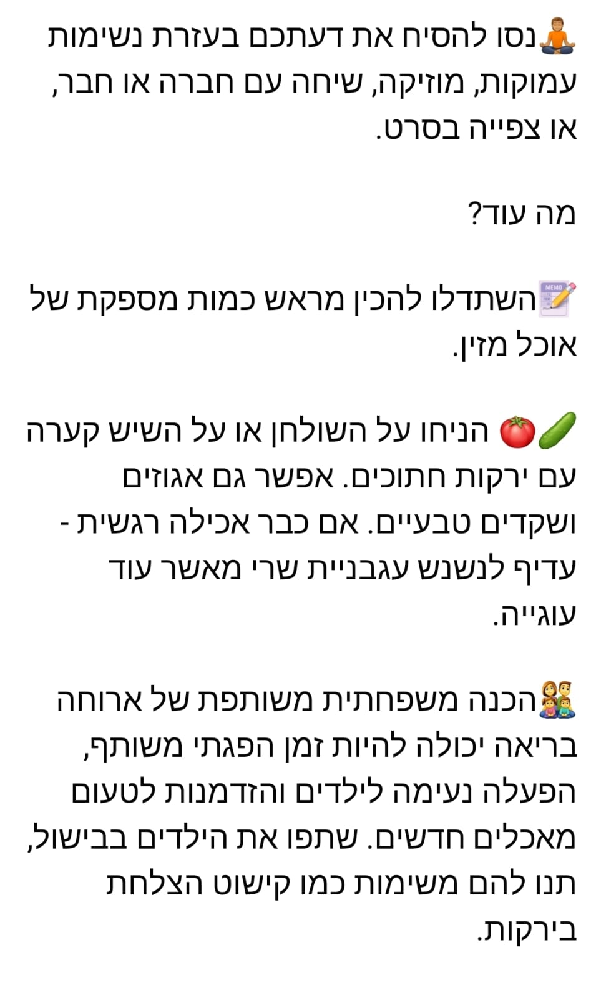 🧘🏽‍♂️נסו להסיח את דעתכם בעזרת נשימות
עמוקות, מוזיקה, שיחה עם חברה או חבר,
או צפייה בסרט.
מה עוד?
📝השתדלו להכין מראש כמות מספקת של
אוכל מזין.
🥒🍅 הניחו על השולחן או על השיש קערה
עם ירקות חתוכים. אפשר גם אגוזים
ושקדים טבעיים. אם כבר אכילה רגשית -
עדיף לנשנש עגבניית שרי מאשר עוד
עוגייה.
👨‍👩‍👧‍👦הכנה משפחתית משותפת של ארוחה
בריאה יכולה להיות זמן הפגתי משותף,
הפעלה נעימה לילדים והזדמנות לטעום
מאכלים חדשים. שתפו את הילדים בבישול,
תנו להם משימות כמו קישוט הצלחת
בירקות.